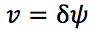 𝑣 = δ𝜓